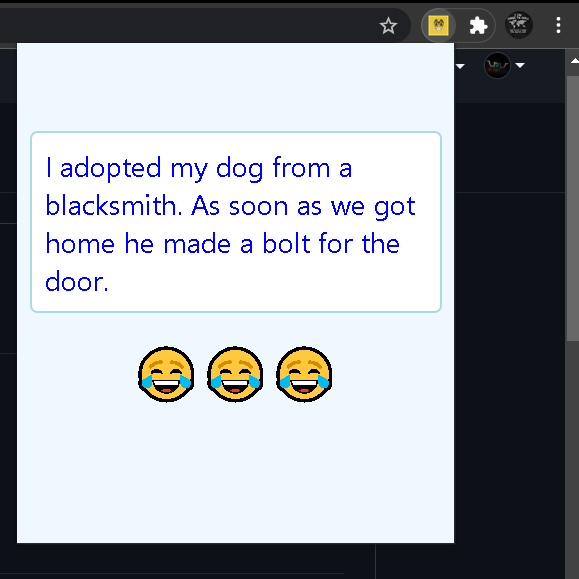 I adopted my dog from a
blacksmith. As soon as we got
home he made a bolt for the
door.